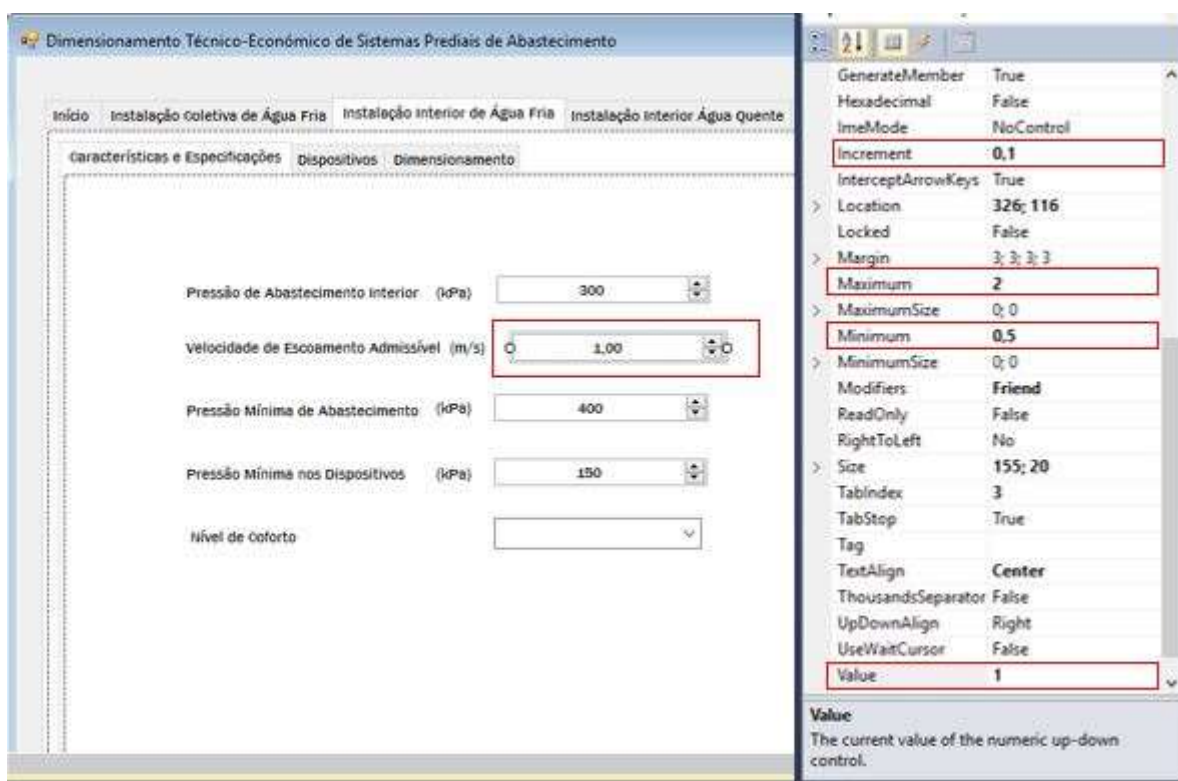 Dimensionamento Técnico-Económico de Sistemas Prediais de Abastecimento
Início Instalação Coletiva de Água Fria Instalação Interior de Água Fria Instalação Interior Água Quente
Características e Especificações Dispositivos Dimensionamento
Pressão de Abastecimento Interior (kPa) 300
Velocidade de Escoamento Admissível (m/s) 1,00
Pressão Mínima de Abastecimento (kPa) 400
Pressão Mínima nos Dispositivos (kPa) 150
Nível de Coforto
GenerateMember True
Hexadecimal False
ImeMode NoControl
Increment 0,1
InterceptArrowKeys True
Location 326; 116
Locked False
Margin 3; 3; 3; 3
Maximum 2
MaximumSize 0; 0
Minimum 0,5
MinimumSize 0; 0
Modifiers Friend
ReadOnly False
RightToLeft No
Size 155; 20
TabIndex 3
TabStop True
Tag
TextAlign Center
ThousandsSeparator False
UpDownAlign Right
UseWaitCursor False
Value 1
Value
The current value of the numeric up-down
control.